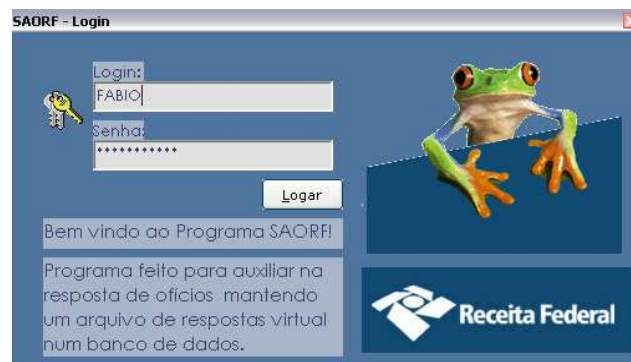 SAORF - Login
Login:
FABIO
Senha:
•••••••••••
Logar
Bem vindo ao Programa SAORF!
Programa feito para auxiliar na
resposta de ofícios mantendo
um arquivo de respostas virtual
num banco de dados.
Receita Federal